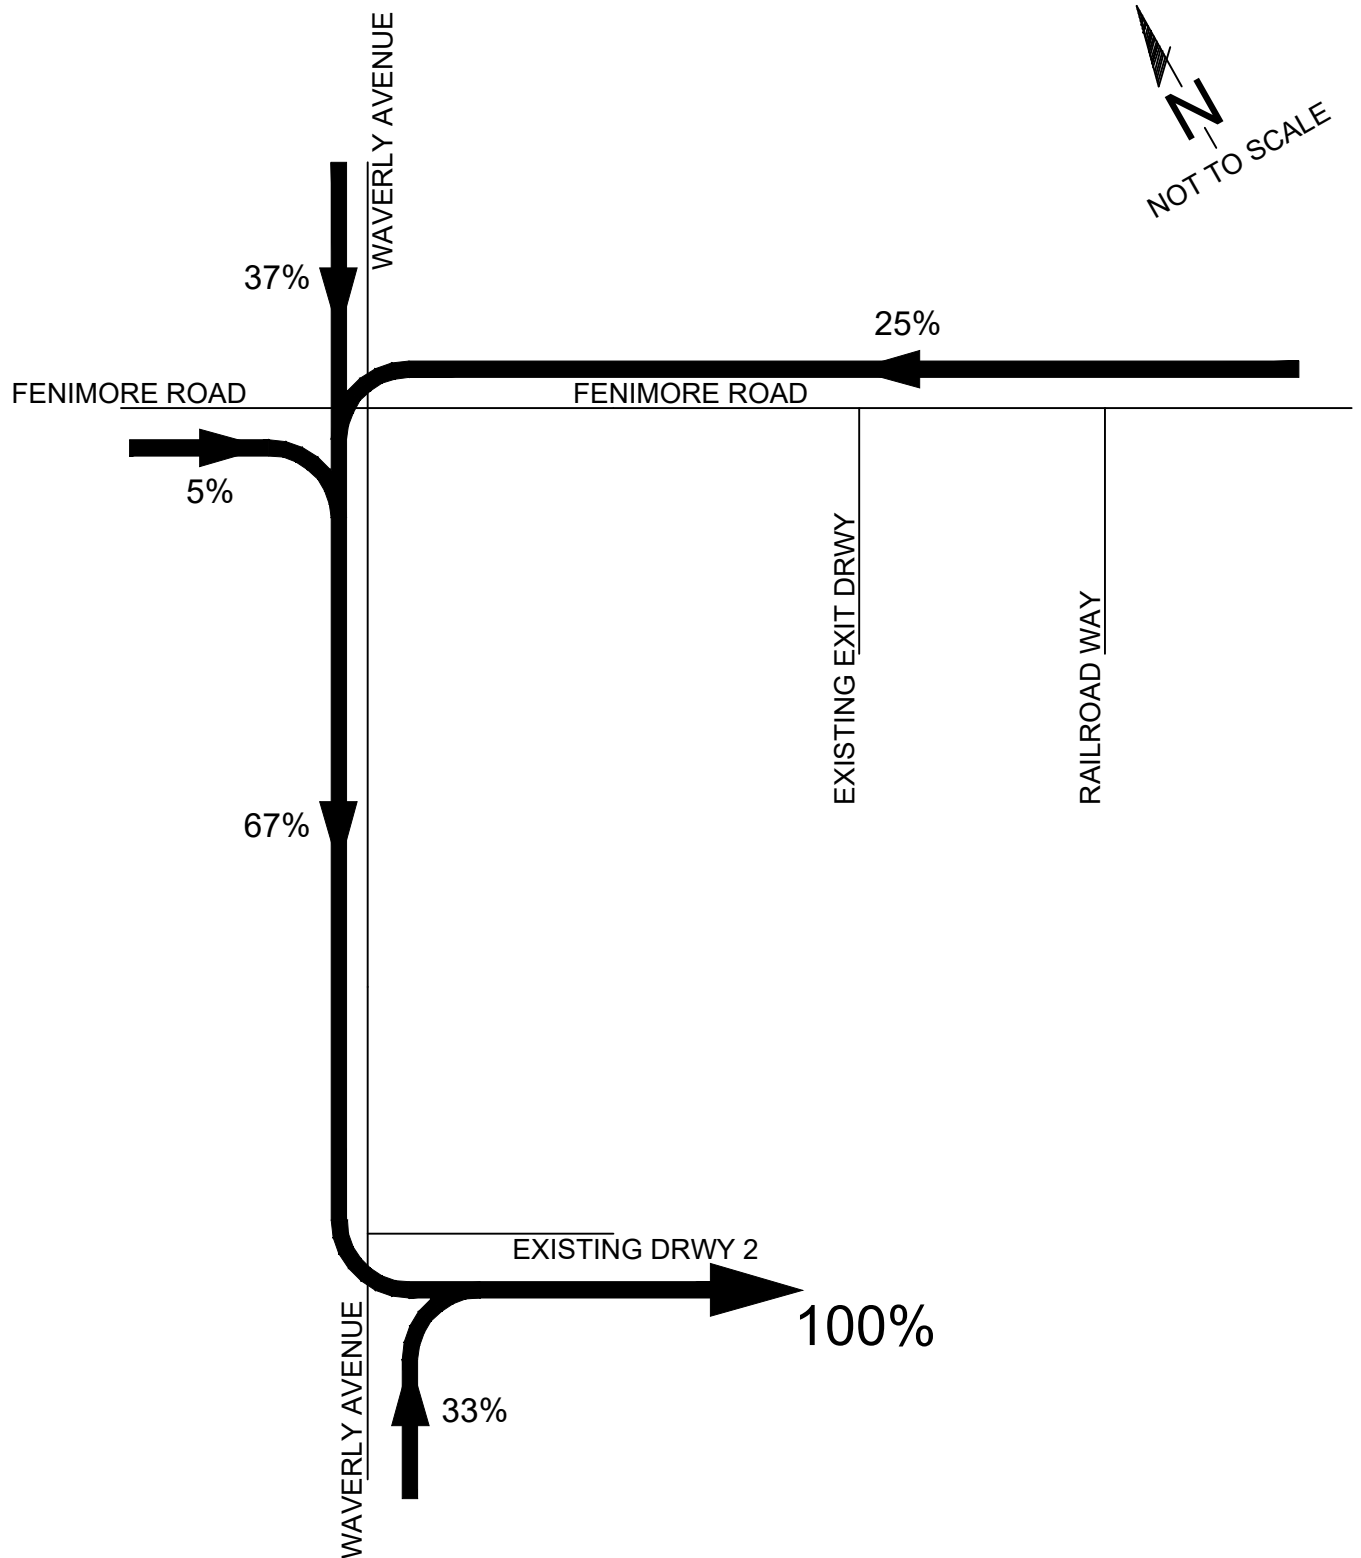 WAVERLY AVENUE
N
NOT TO SCALE
37%
25%
FENIMORE ROAD
FENIMORE ROAD
5%
EXISTING EXIT DRWY
RAILROAD WAY
67%
EXISTING DRWY 2
100%
WAVERLY AVENUE
33%